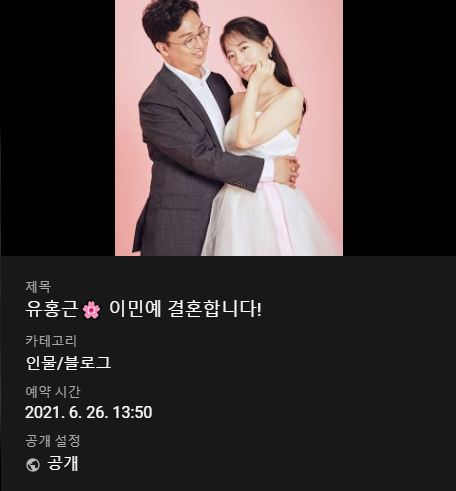 제목
유홍근🌸 이민예 결혼합니다!
카테고리
인물/블로그
예약 시간
2021. 6. 26. 13:50
공개 설정
공개